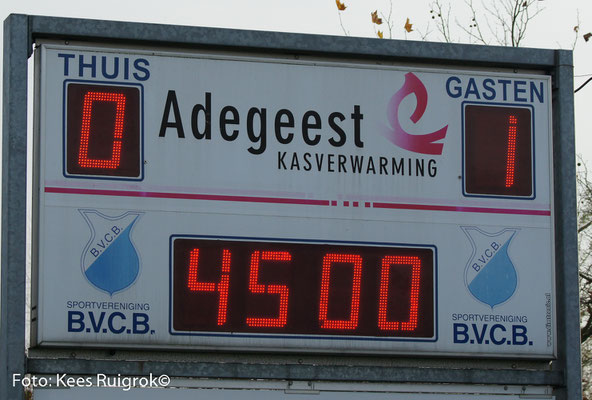 THUIS
GASTEN
0
Adegeest
KASVERWARMING
1
B.V.C.B.
4500
B.V.C.B.
SPORTVERENIGING
B.V.C.B.
SPORTVERENIGING
B.V.C.B.
Foto: Kees Ruigrok©